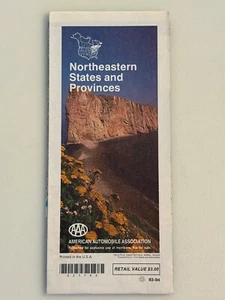 Northeastern
States and
Provinces
AAA
AMERICAN AUTOMOBILE ASSOCIATION
Printed in the U.S.A.
RETAIL VALUE $3.00